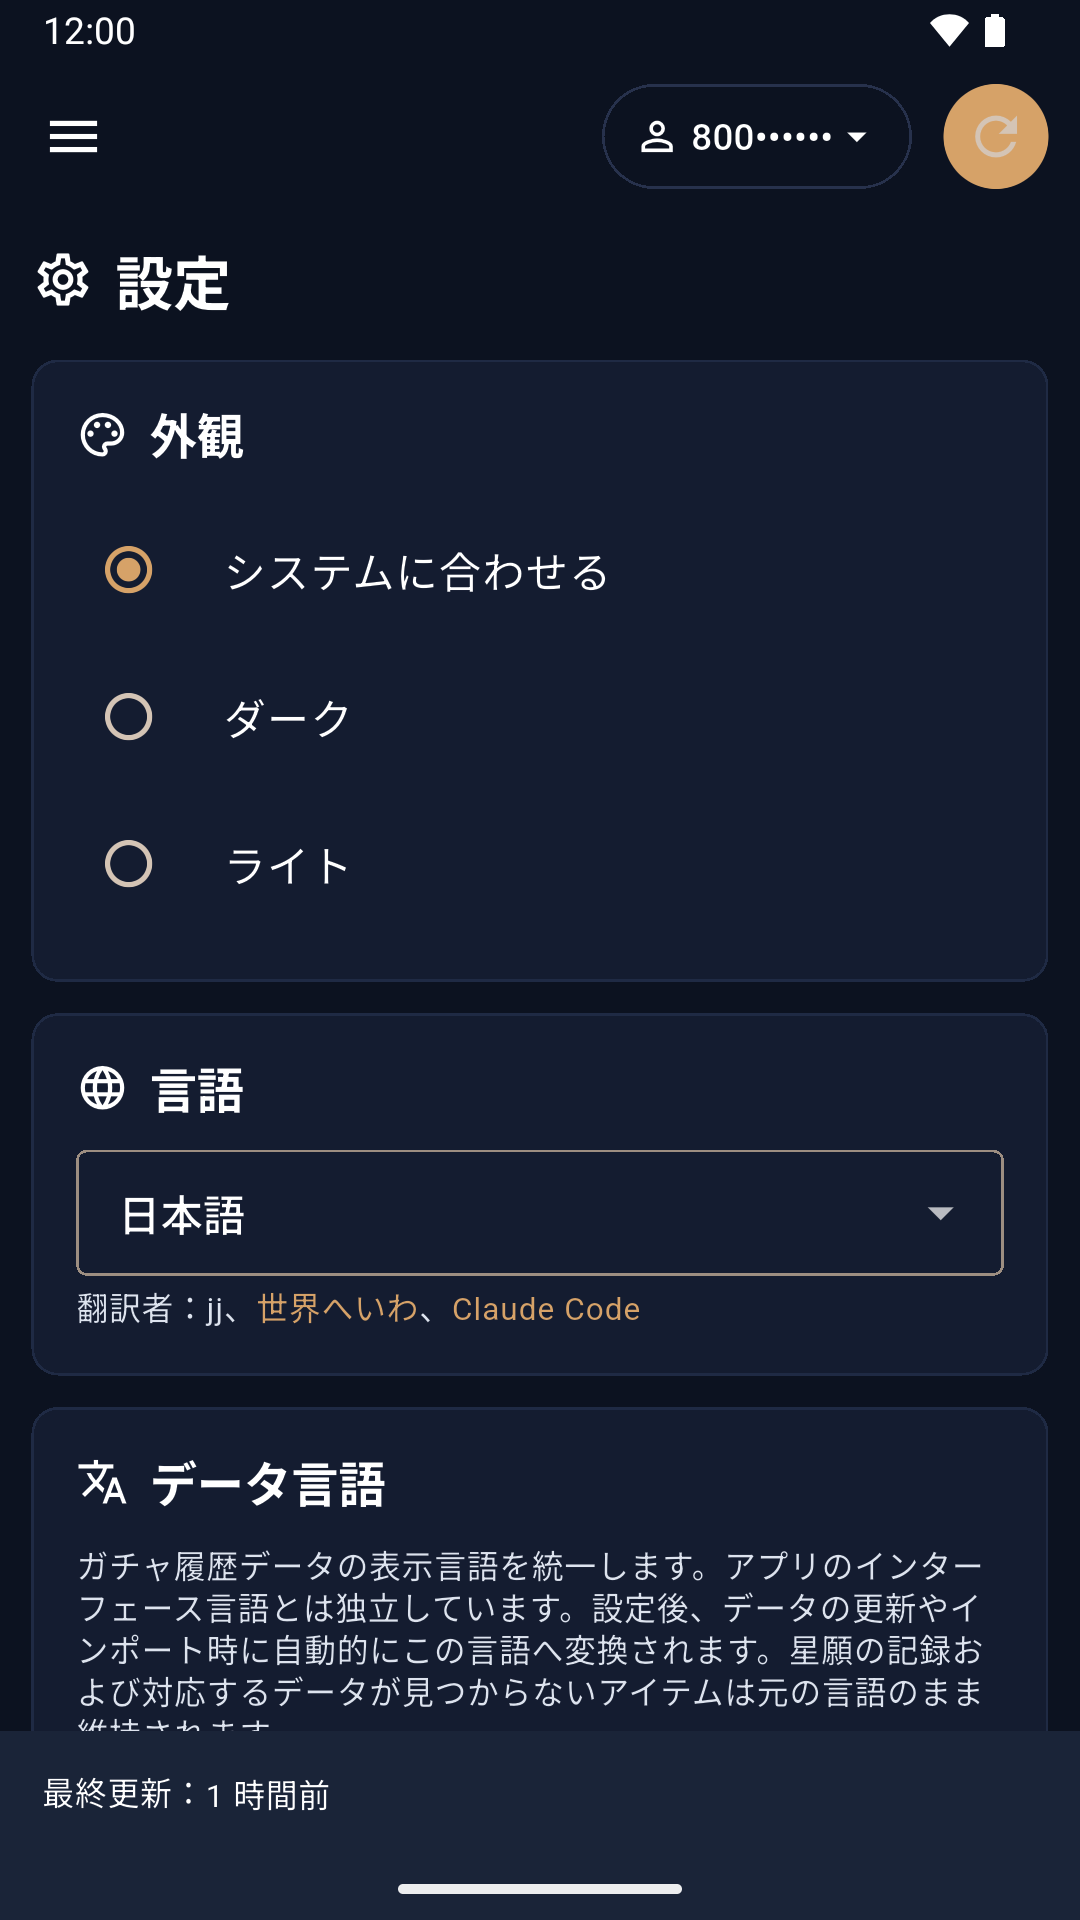 12:00
800••••••
設定
外観
システムに合わせる
ダーク
ライト
言語
日本語
翻訳者：jj、世界へいわ、Claude Code
データ言語
ガチャ履歴データの表示言語を統一します。アプリのインター
フェース言語とは独立しています。設定後、データの更新やイ
ンポート時に自動的にこの言語へ変換されます。星願の記録お
よび対応するデータが見つからないアイテムは元の言語のまま
維持されます。
最終更新：1 時間前